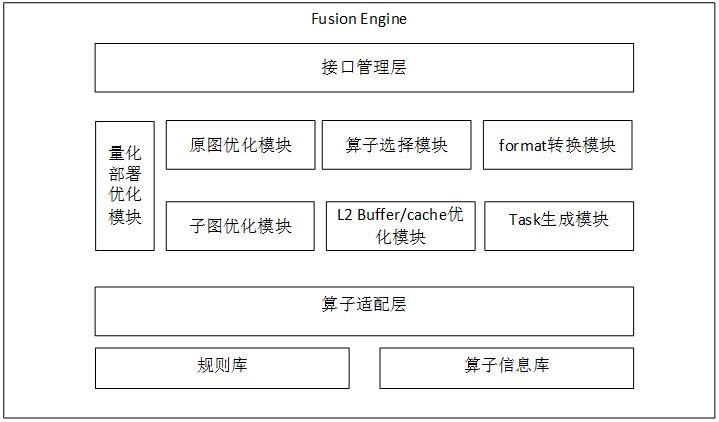 Fusion Engine
接口管理层
量化
部署
优化
模块
原图优化模块
算子选择模块
format转换模块
子图优化模块
L2 Buffer/cache优
化模块
Task生成模块
算子适配层
规则库
算子信息库